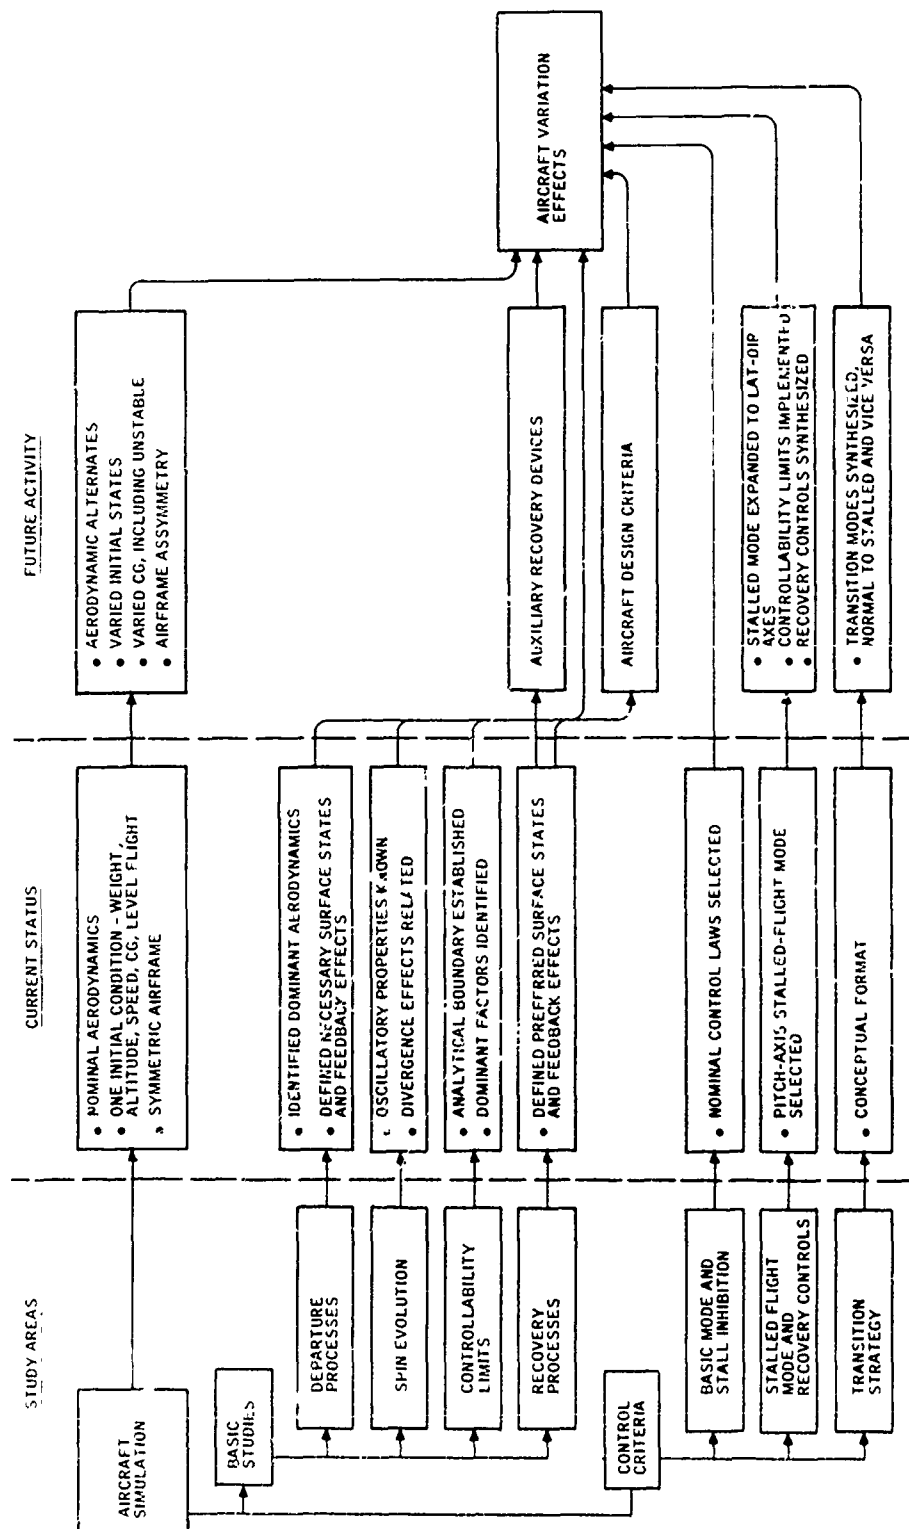 STUDY AREAS
CURRENT STATUS
FUTURE ACTIVITY
AIRCRAFT
SIMULATION
• NOMINAL AERODYNAMICS
• ONE INITIAL CONDITION - WEIGHT,
ALTITUDE, SPEED, CG, LEVEL FLIGHT
SYMMETRIC AIRFRAME
• AERODYNAMIC ALTERNATES
• VARIED INITIAL STATES
• VARIED CG, INCLUDING UNSTABLE
• AIRFRAME ASSYMETRY
BASIC
STUDIES
DEPARTURE
PROCESSES
• IDENTIFIED DOMINANT AERODYNAMICS
• DEFINED NECESSARY SURFACE STATES
AND FEEDBACK EFFECTS
SPIN EVOLUTION
OSCILLATORY PROPERTIES KNOWN
• DIVERGENCE EFFECTS RELATED
CONTROLLABILITY
LIMITS
• ANALYTICAL BOUNDARY ESTABLISHED
• DOMINANT FACTORS IDENTIFIED
RECOVERY
PROCESSES
• DEFINED PREFERRED SURFACE STATES
AND FEEDBACK EFFECTS
AUXILIARY RECOVERY DEVICES
AIRCRAFT DESIGN CRITERIA
AIRCRAFT VARIATION
EFFECTS
CONTROL
CRITERIA
BASIC MODE AND
STALL INHIBITION
• NOMINAL CONTROL LAWS SELECTED
STALLED FLIGHT
MODE AND
RECOVERY CONTROLS
• PITCH-AXIS STALLED-FLIGHT MODE
SELECTED
• STALLED MODE EXPANDED TO LAT-DIP
AXES
• CONTROLLABILITY LIMITS IMPLEMENTED
• RECOVERY CONTROLS SYNTHESIZED
TRANSITION
STRATEGY
• CONCEPTUAL FORMAT
• TRANSITION MODES SYNTHESIZED,
NORMAL TO STALLED AND VICE VERSA